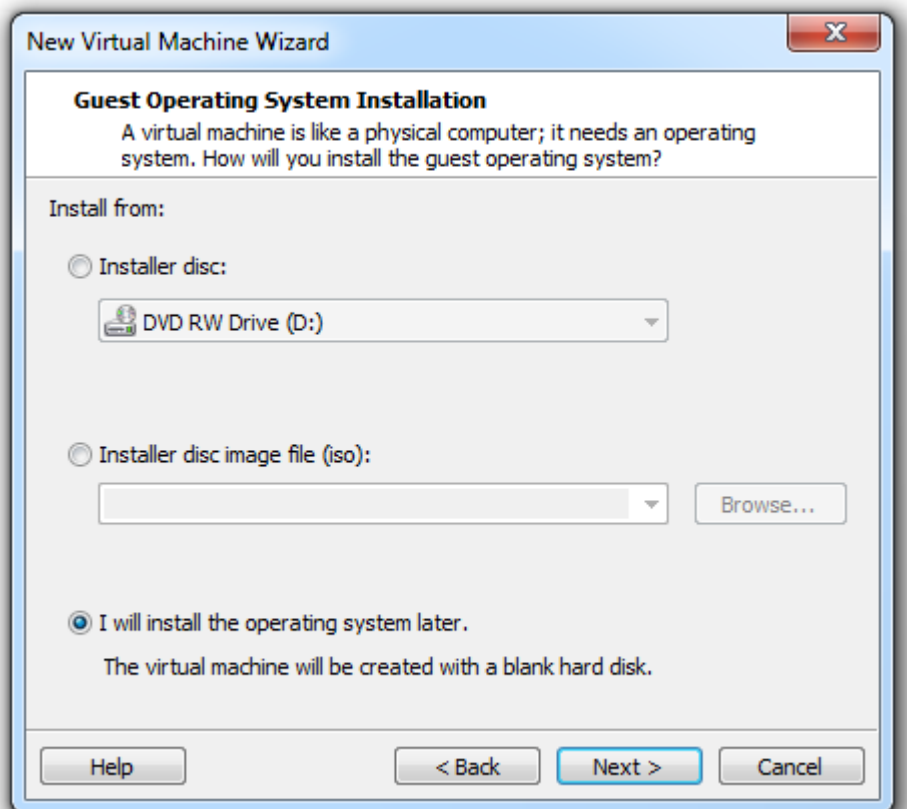 New Virtual Machine Wizard
Guest Operating System Installation
A virtual machine is like a physical computer; it needs an operating
system. How will you install the guest operating system?
Install from:
Installer disc:
DVD RW Drive (D:)
Installer disc image file (iso):
Browse...
I will install the operating system later.
The virtual machine will be created with a blank hard disk.
Help
< Back
Next >
Cancel